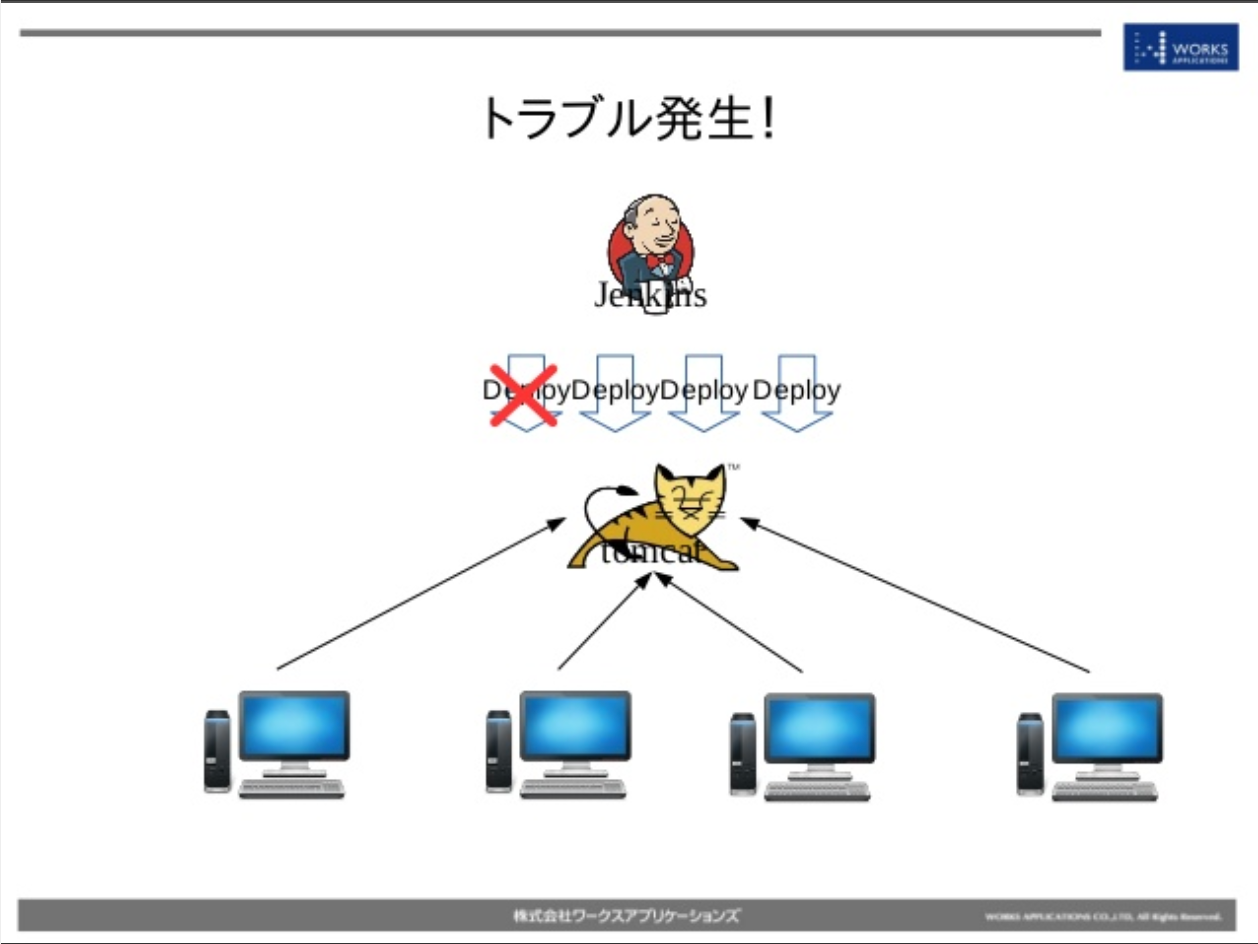 WORKS
APPLICATIONS
トラブル発生!
Jenkins
Deploy Deploy Deploy Deploy
TM
tomcat
株式会社ワークスアプリケーションズ
WORKS APPLICATIONS CO.,LTD. All Rights Reserved.